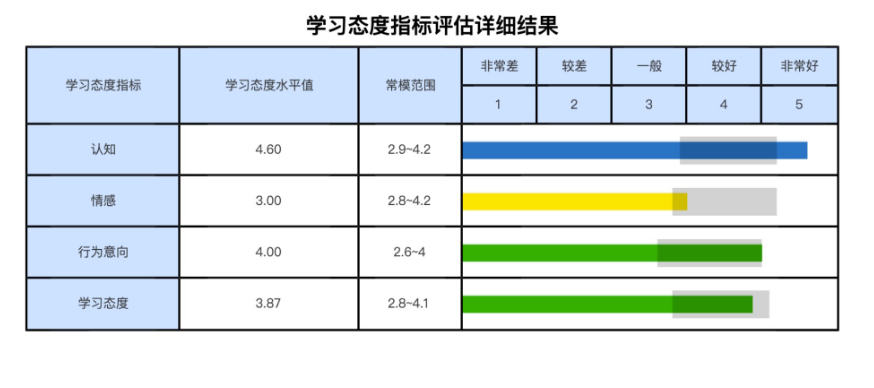 学习态度指标评估详细结果
学习态度指标 学习态度水平值 常模范围 非常差 较差 一般 较好 非常好
1 2 3 4 5
认知 4.60 2.9~4.2
情感 3.00 2.8~4.2
行为意向 4.00 2.6~4
学习态度 3.87 2.8~4.1